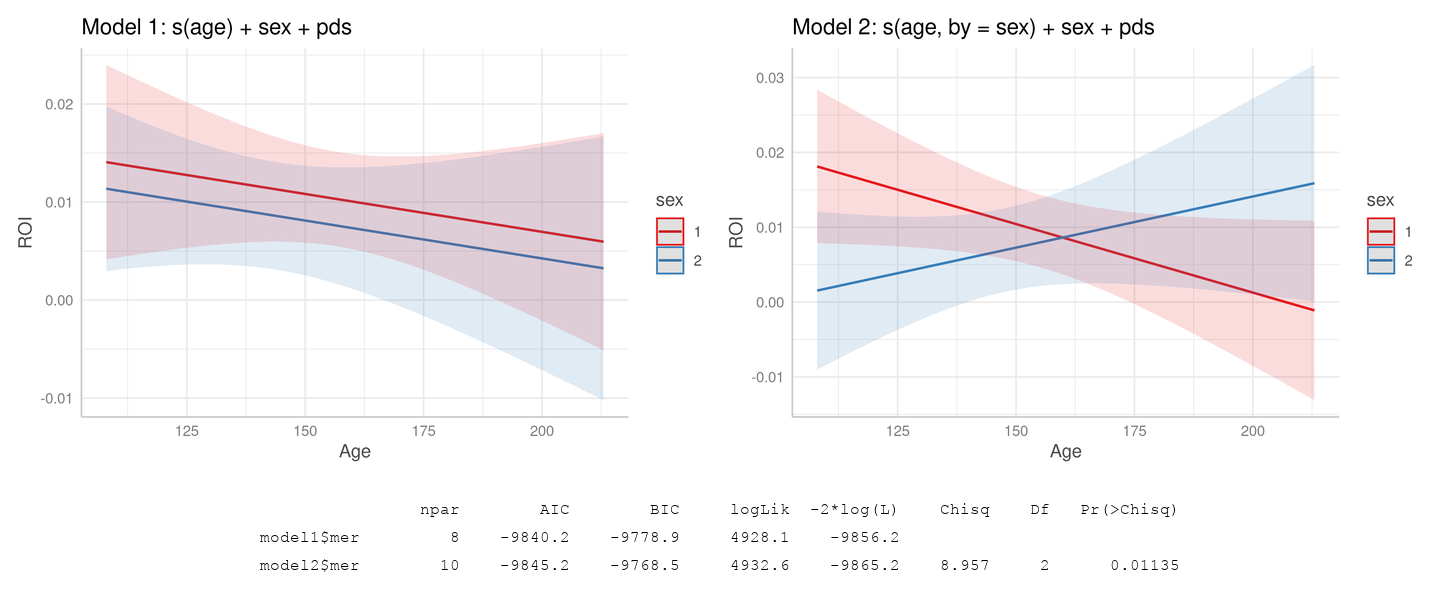 Model 1: s(age) + sex + pds
0.02
0.01
0.00
-0.01
ROI
125 150 175 200
Age
sex
1
2
Model 2: s(age, by = sex) + sex + pds
0.03
0.02
0.01
0.00
-0.01
ROI
125 150 175 200
Age
sex
1
2
npar AIC BIC logLik -2*log(L) Chisq Df Pr(>Chisq)
model1$mer 8 -9840.2 -9778.9 4928.1 -9856.2
model2$mer 10 -9845.2 -9768.5 4932.6 -9865.2 8.957 2 0.01135